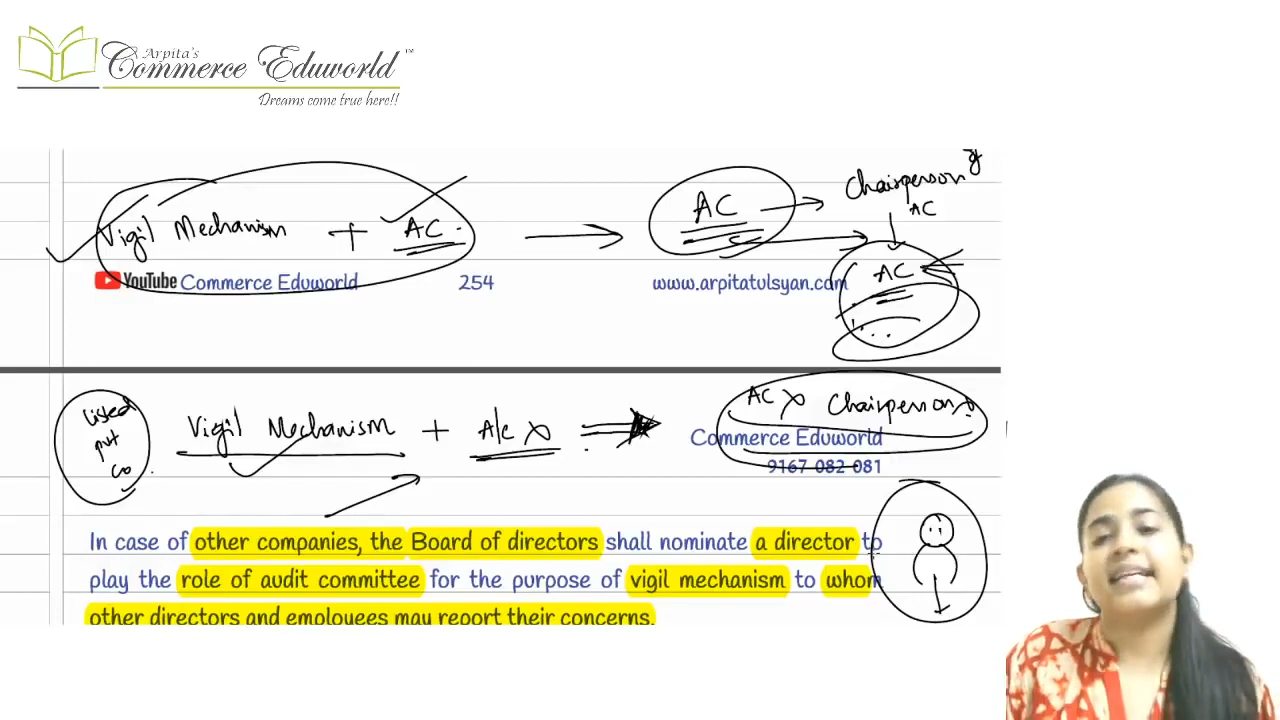 Arpita's
Commerce Eduworld™
Dreams come true here!!
Vigil Mechanism + AC. → AC → Chairperson of
AC
AC
YouTube Commerce Eduworld 254 www.arpitatulsyan.com
listed
Vigil Mechanism + A/c x AC x Chairperson x
co.
Commerce Eduworld
9167 082 081
In case of other companies, the Board of directors shall nominate a director to
play the role of audit committee for the purpose of vigil mechanism to whom
other directors and employees may report their concerns.